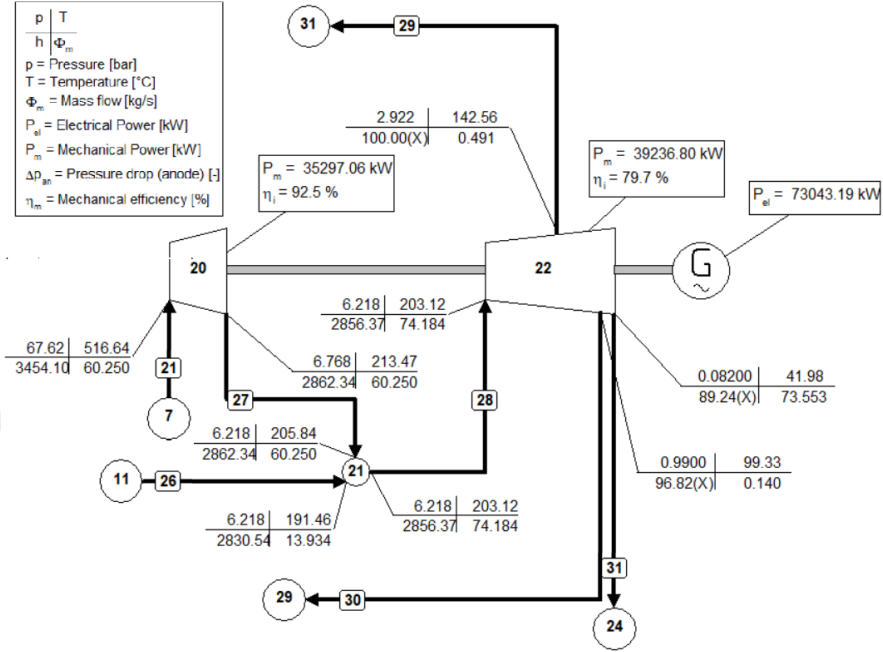 p T
h Φm
p = Pressure [bar]
T = Temperature [°C]
Φm = Mass flow [kg/s]
Pel = Electrical Power [kW]
Pm = Mechanical Power [kW]
Δpan = Pressure drop (anode) [-]
ηm = Mechanical efficiency [%]
31
29
2.922 142.56
100.00(X) 0.491
Pm = 35297.06 kW
ηi = 92.5 %
Pm = 39236.80 kW
ηi = 79.7 %
Pel = 73043.19 kW
20
22
G
~
6.218 203.12
2856.37 74.184
67.62 516.64
3454.10 60.250
21
7
6.768 213.47
2862.34 60.250
27
28
0.08200 41.98
89.24(X) 73.553
6.218 205.84
2862.34 60.250
11
26
21
0.9900 99.33
96.82(X) 0.140
6.218 191.46
2830.54 13.934
6.218 203.12
2856.37 74.184
31
29
30
24